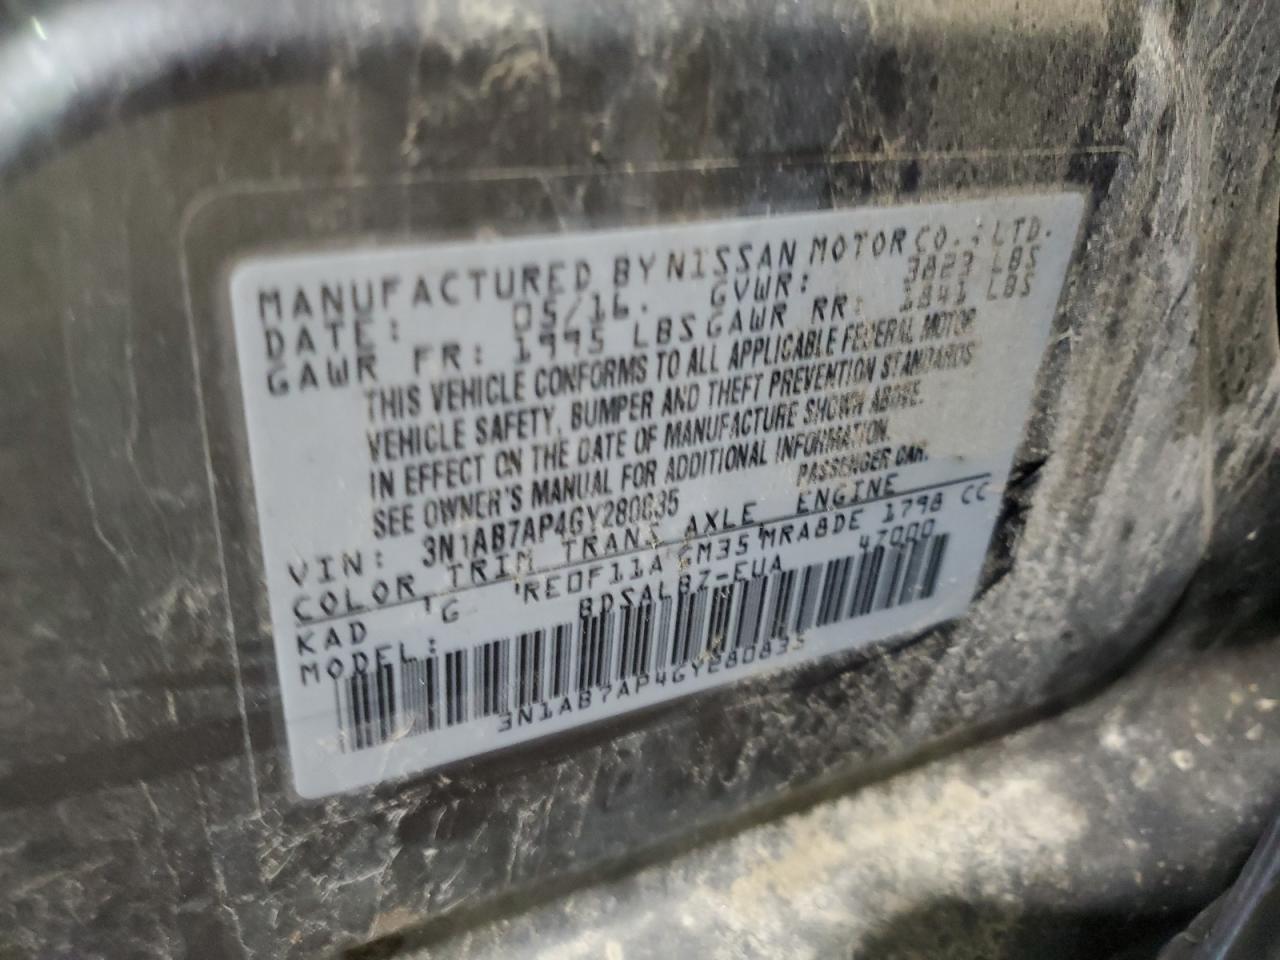 MANUFACTURED BY NISSAN MOTOR CO., LTD.
DATE: 05/16. GVWR: 3823 LBS
GAWR FR: 1995 LBS GAWR RR: 1841 LBS
THIS VEHICLE CONFORMS TO ALL APPLICABLE FEDERAL MOTOR
VEHICLE SAFETY, BUMPER AND THEFT PREVENTION STANDARDS
IN EFFECT ON THE DATE OF MANUFACTURE SHOWN ABOVE.
SEE OWNER'S MANUAL FOR ADDITIONAL INFORMATION.
PASSENGER CAR.
VIN: 3N1AB7AP4GY280835
COLOR TRIM TRANS AXLE ENGINE
KAD G RE0F11A GM35 MRA8DE 1798 CC
MODEL: BDSALBZ-EUA 47000
3N1AB7AP4GY280835